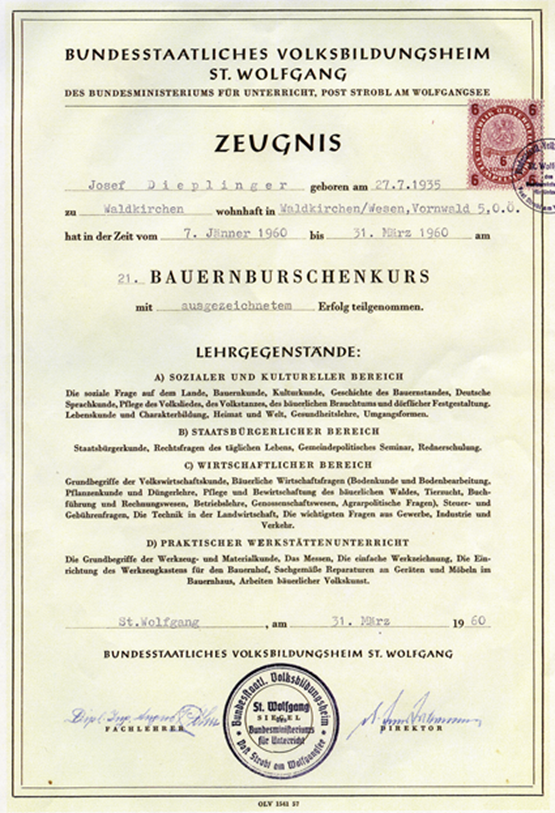 BUNDESSTAATLICHES VOLKSBILDUNGSHEIM
ST. WOLFGANG
DES BUNDESMINISTERIUMS FÜR UNTERRICHT, POST STROBL AM WOLFGANGSEE
6 6
REPUBLIK OESTERREICH
6
6 6
ZEUGNIS
Josef Dieplinger geboren am 27.7.1935
zu Waldkirchen wohnhaft in Waldkirchen/Wesen, Vornwald 5, O.Ö.
hat in der Zeit vom 7. Jänner 1960 bis 31. März 1960 am
21. BAUERNBURSCHENKURS
mit ausgezeichnetem Erfolg teilgenommen.
LEHRGEGENSTÄNDE:
A) SOZIALER UND KULTURELLER BEREICH
Die soziale Frage auf dem Lande, Bauernkunde, Kulturkunde, Geschichte des Bauernstandes, Deutsche
Sprachkunde, Pflege des Volksliedes, des Volkstanzes, des bäuerlichen Brauchtums und dörflicher Festgestaltung.
Lebenskunde und Charakterbildung, Heimat und Welt, Gesundheitslehre, Umgangsformen.
B) STAATSBÜRGERLICHER BEREICH
Staatsbürgerkunde, Rechtsfragen des täglichen Lebens, Gemeindepolitisches Seminar, Rednerschulung.
C) WIRTSCHAFTLICHER BEREICH
Grundbegriffe der Volkswirtschaftskunde, Bäuerliche Wirtschaftsfragen (Bodenkunde und Bodenbearbeitung,
Pflanzenkunde und Düngerlehre, Pflege und Bewirtschaftung des bäuerlichen Waldes, Tierzucht, Buch-
führung und Rechnungswesen, Betriebslehre, Genossenschaftswesen, Agrarpolitische Fragen), Steuer- und
Gebührenfragen, Die Technik in der Landwirtschaft, Die wichtigsten Fragen aus Gewerbe, Industrie und
Verkehr.
D) PRAKTISCHER WERKSTÄTTENUNTERRICHT
Die Grundbegriffe der Werkzeug- und Materialkunde, Das Messen, Die einfache Werkzeichnung, Die Ein-
richtung des Werkzeugkastens für den Bauernhof, Sachgemäße Reparaturen an Geräten und Möbeln im
Bauernhaus, Arbeiten bäuerlicher Volkskunst.
St.Wolfgang, am 31. März 1960
BUNDESSTAATLICHES VOLKSBILDUNGSHEIM ST. WOLFGANG
Bundesstaatl. Volksbildungsheim
St. Wolfgang
SIEGEL
des
Bundesministeriums
für Unterricht
Post Strobl am Wolfgangsee
Dipl. Ing.
FACHLEHRER
DIREKTOR
OLV 1541 57